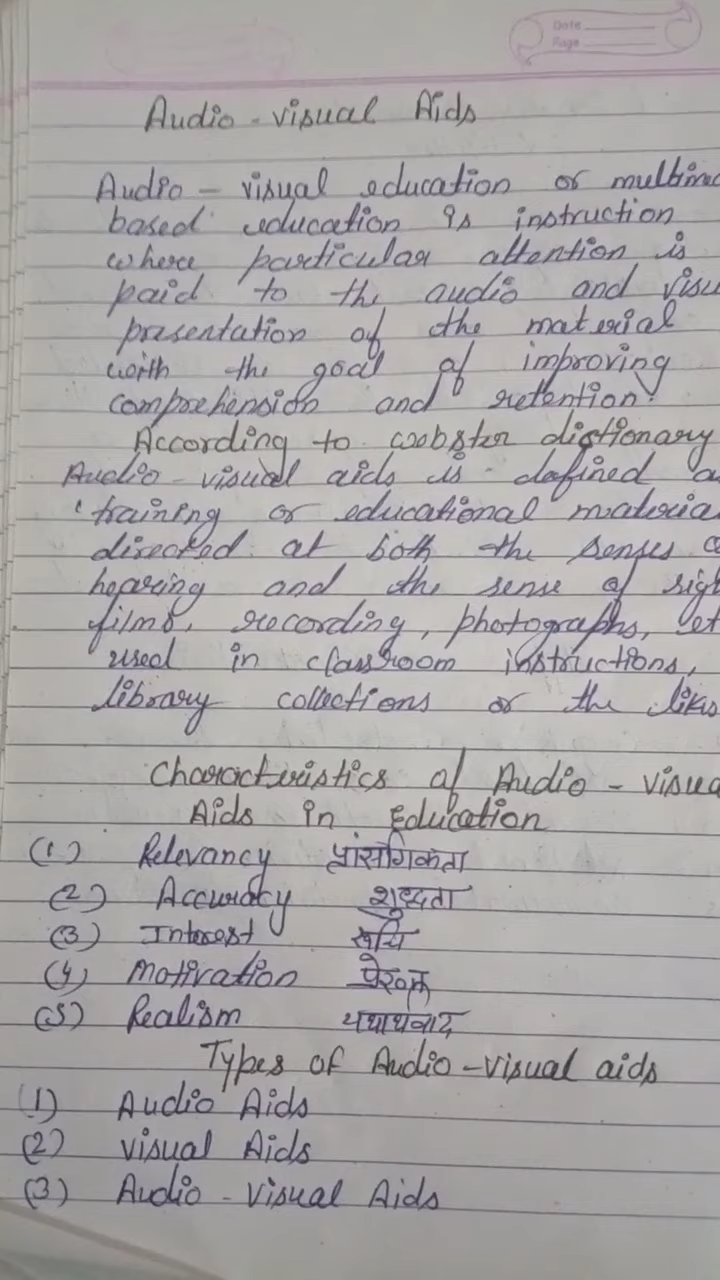 Date
Page
Audio - visual Aids
Audio - visual education or multime
based education is instruction
where particular attention is
paid to the audio and visu
presentation of the material
with the goal of improving
comprehension and retention.
According to webster dictionary
Audio - visual aids is defined a
'training or educational materia
directed at both the senses o
hearing and the sense of sigt
films, recording, photographs, et
used in classroom instructions,
library collections or the likes
Characteristics of Audio - visua
Aids in Education
(1) Relevancy प्रांसगिकता
(2) Accuracy शुध्दता
(3) Interest रूचि
(4) Motivation
(5) Realism यथाथवाद
Types of Audio - visual aids
(1) Audio Aids
(2) visual Aids
(3) Audio - visual Aids